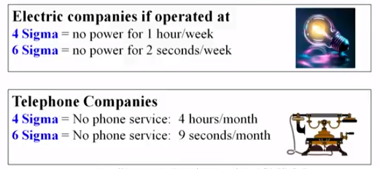 Electric companies if operated at
4 Sigma = no power for 1 hour/week
6 Sigma = no power for 2 seconds/week
Telephone Companies
4 Sigma = No phone service: 4 hours/month
6 Sigma = No phone service: 9 seconds/month